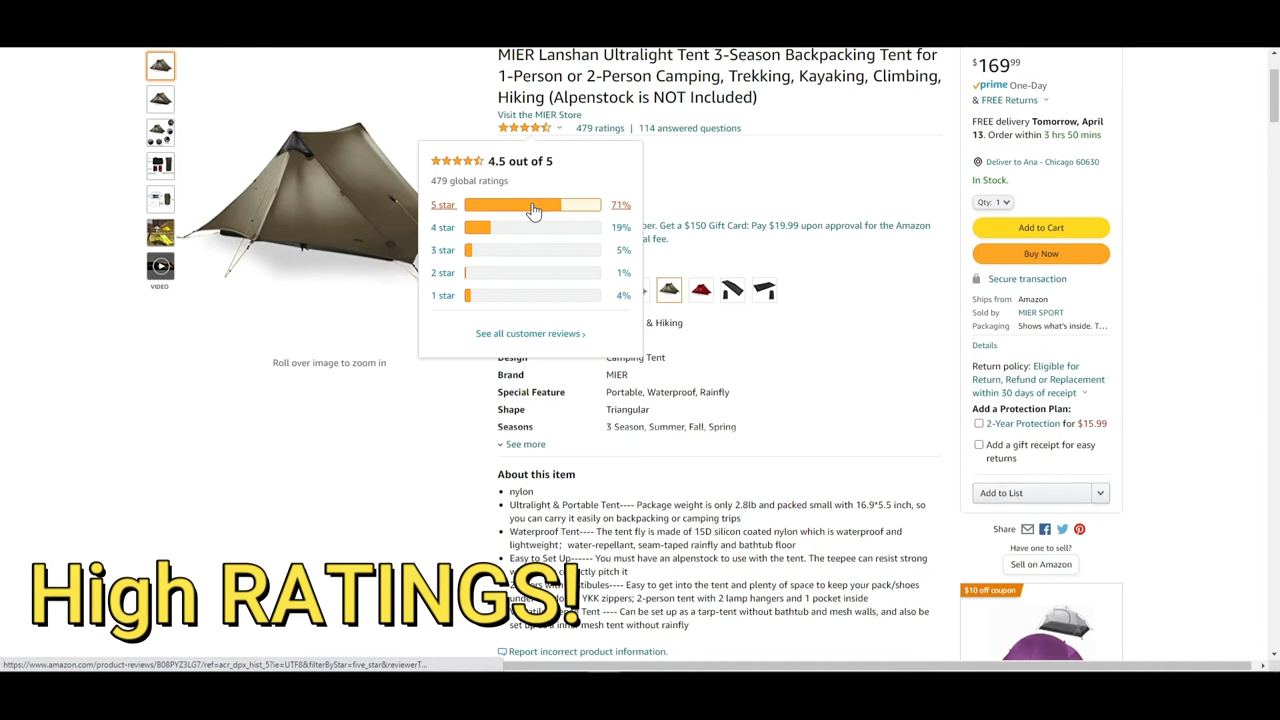 MIER Lanshan Ultralight Tent 3-Season Backpacking Tent for
1-Person or 2-Person Camping, Trekking, Kayaking, Climbing,
Hiking (Alpenstock is NOT Included)
Visit the MIER Store
479 ratings | 114 answered questions
4.5 out of 5
479 global ratings
5 star 71%
4 star 19%
3 star 5%
2 star 1%
1 star 4%
See all customer reviews ›
Get a $150 Gift Card: Pay $19.99 upon approval for the Amazon
fee.
& Hiking
VIDEO
Roll over image to zoom in
Design Camping Tent
Brand MIER
Special Feature Portable, Waterproof, Rainfly
Shape Triangular
Seasons 3 Season, Summer, Fall, Spring
See more
About this item
• nylon
• Ultralight & Portable Tent---- Package weight is only 2.8lb and packed small with 16.9*5.5 inch, so
you can carry it easily on backpacking or camping trips
• Waterproof Tent---- The tent fly is made of 15D silicon coated nylon which is waterproof and
lightweight；water-repellant, seam-taped rainfly and bathtub floor
• Easy to Set Up------ You must have an alpenstock to use with the tent. The teepee can resist strong
pitch it
Easy to get into the tent and plenty of space to keep your pack/shoes
YKK zippers; 2-person tent with 2 lamp hangers and 1 pocket inside
Tent ---- Can be set up as a tarp-tent without bathtub and mesh walls, and also be
set mesh tent without rainfly
Report incorrect product information.
High RATINGS!
https://www.amazon.com/product-reviews/B08PYZ3LG7/ref=acr_dpx_hist_5?ie=UTF8&filterByStar=five_star&reviewerT...
$169 99
prime One-Day
& FREE Returns
FREE delivery Tomorrow, April
13. Order within 3 hrs 50 mins
Deliver to Ana - Chicago 60630
In Stock.
Qty: 1
Add to Cart
Buy Now
Secure transaction
Ships from Amazon
Sold by MIER SPORT
Packaging Shows what's inside. T…
Details
Return policy: Eligible for
Return, Refund or Replacement
within 30 days of receipt
Add a Protection Plan:
2-Year Protection for $15.99
Add a gift receipt for easy
returns
Add to List
Share
Have one to sell?
Sell on Amazon
$10 off coupon